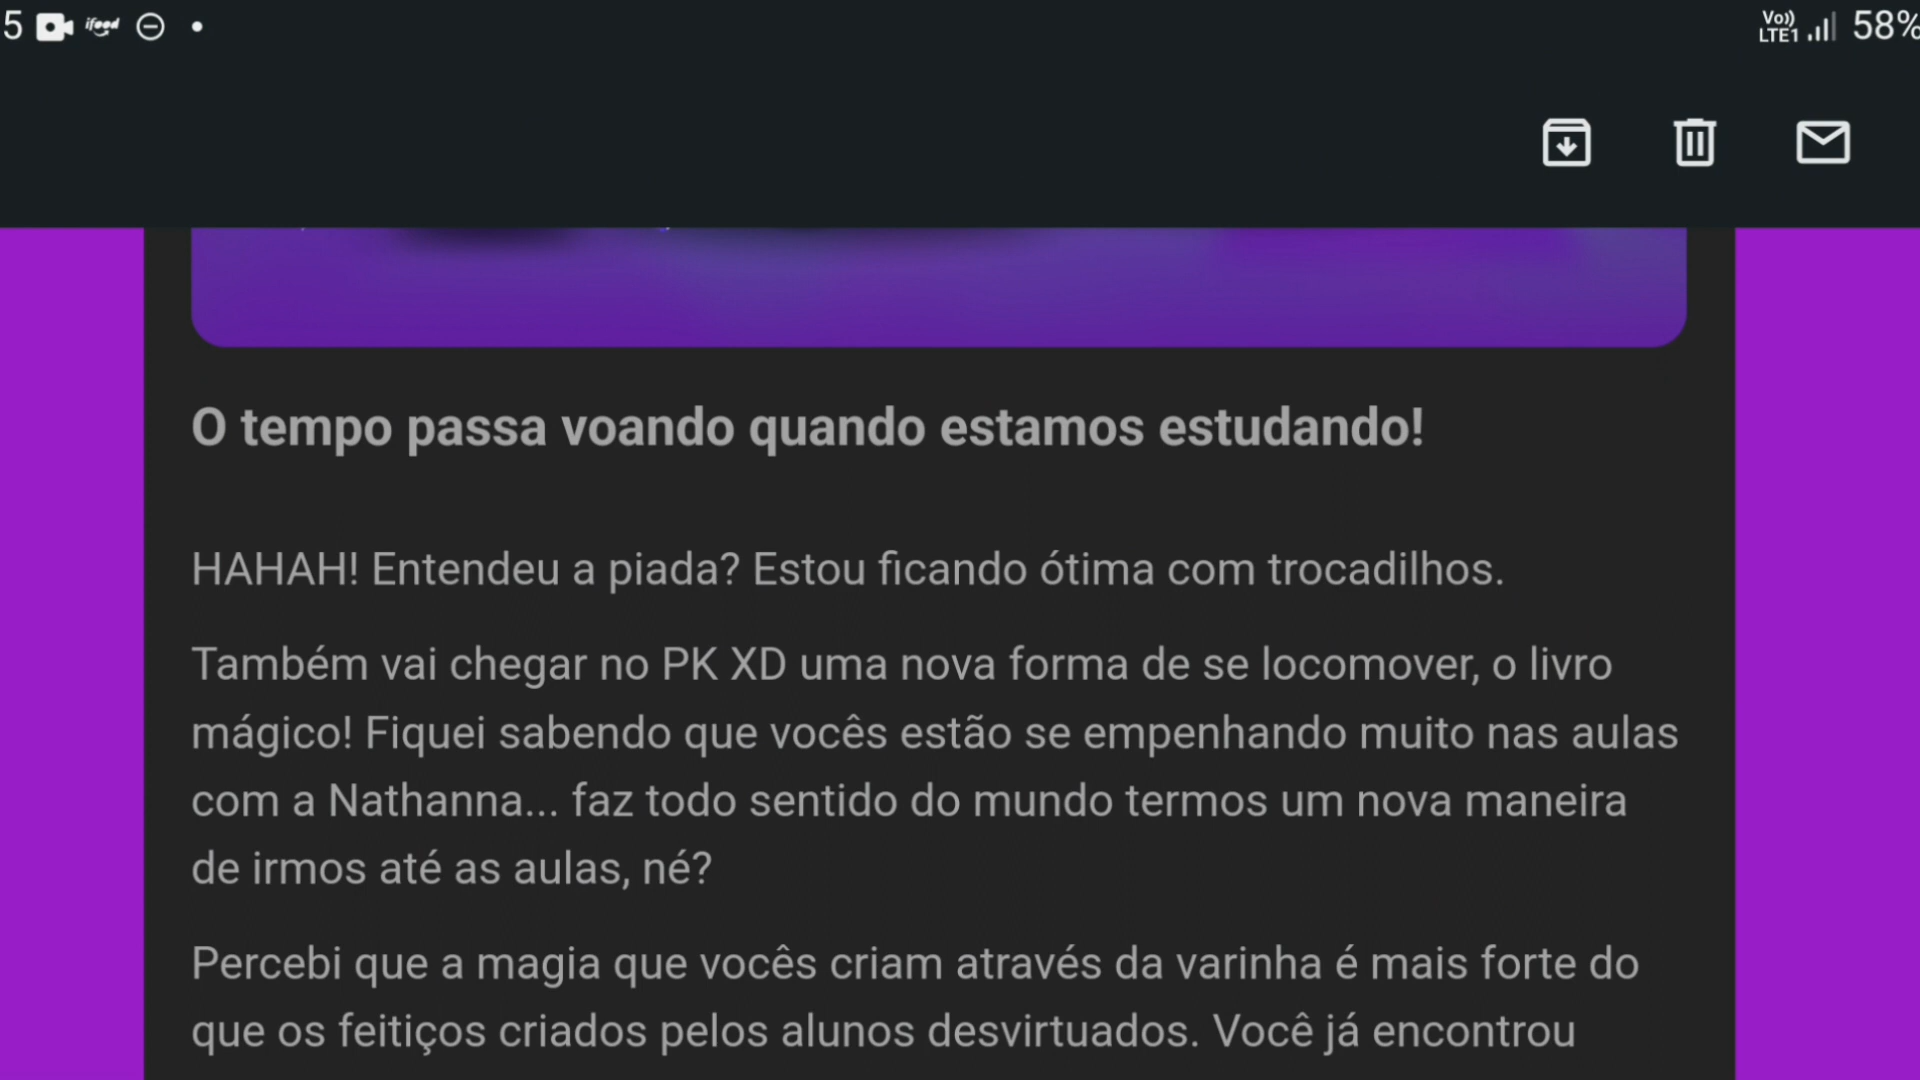 5 ifood Vo)) LTE1 58%
O tempo passa voando quando estamos estudando!
HAHAH! Entendeu a piada? Estou ficando ótima com trocadilhos.
Também vai chegar no PK XD uma nova forma de se locomover, o livro
mágico! Fiquei sabendo que vocês estão se empenhando muito nas aulas
com a Nathanna... faz todo sentido do mundo termos um nova maneira
de irmos até as aulas, né?
Percebi que a magia que vocês criam através da varinha é mais forte do
que os feitiços criados pelos alunos desvirtuados. Você já encontrou